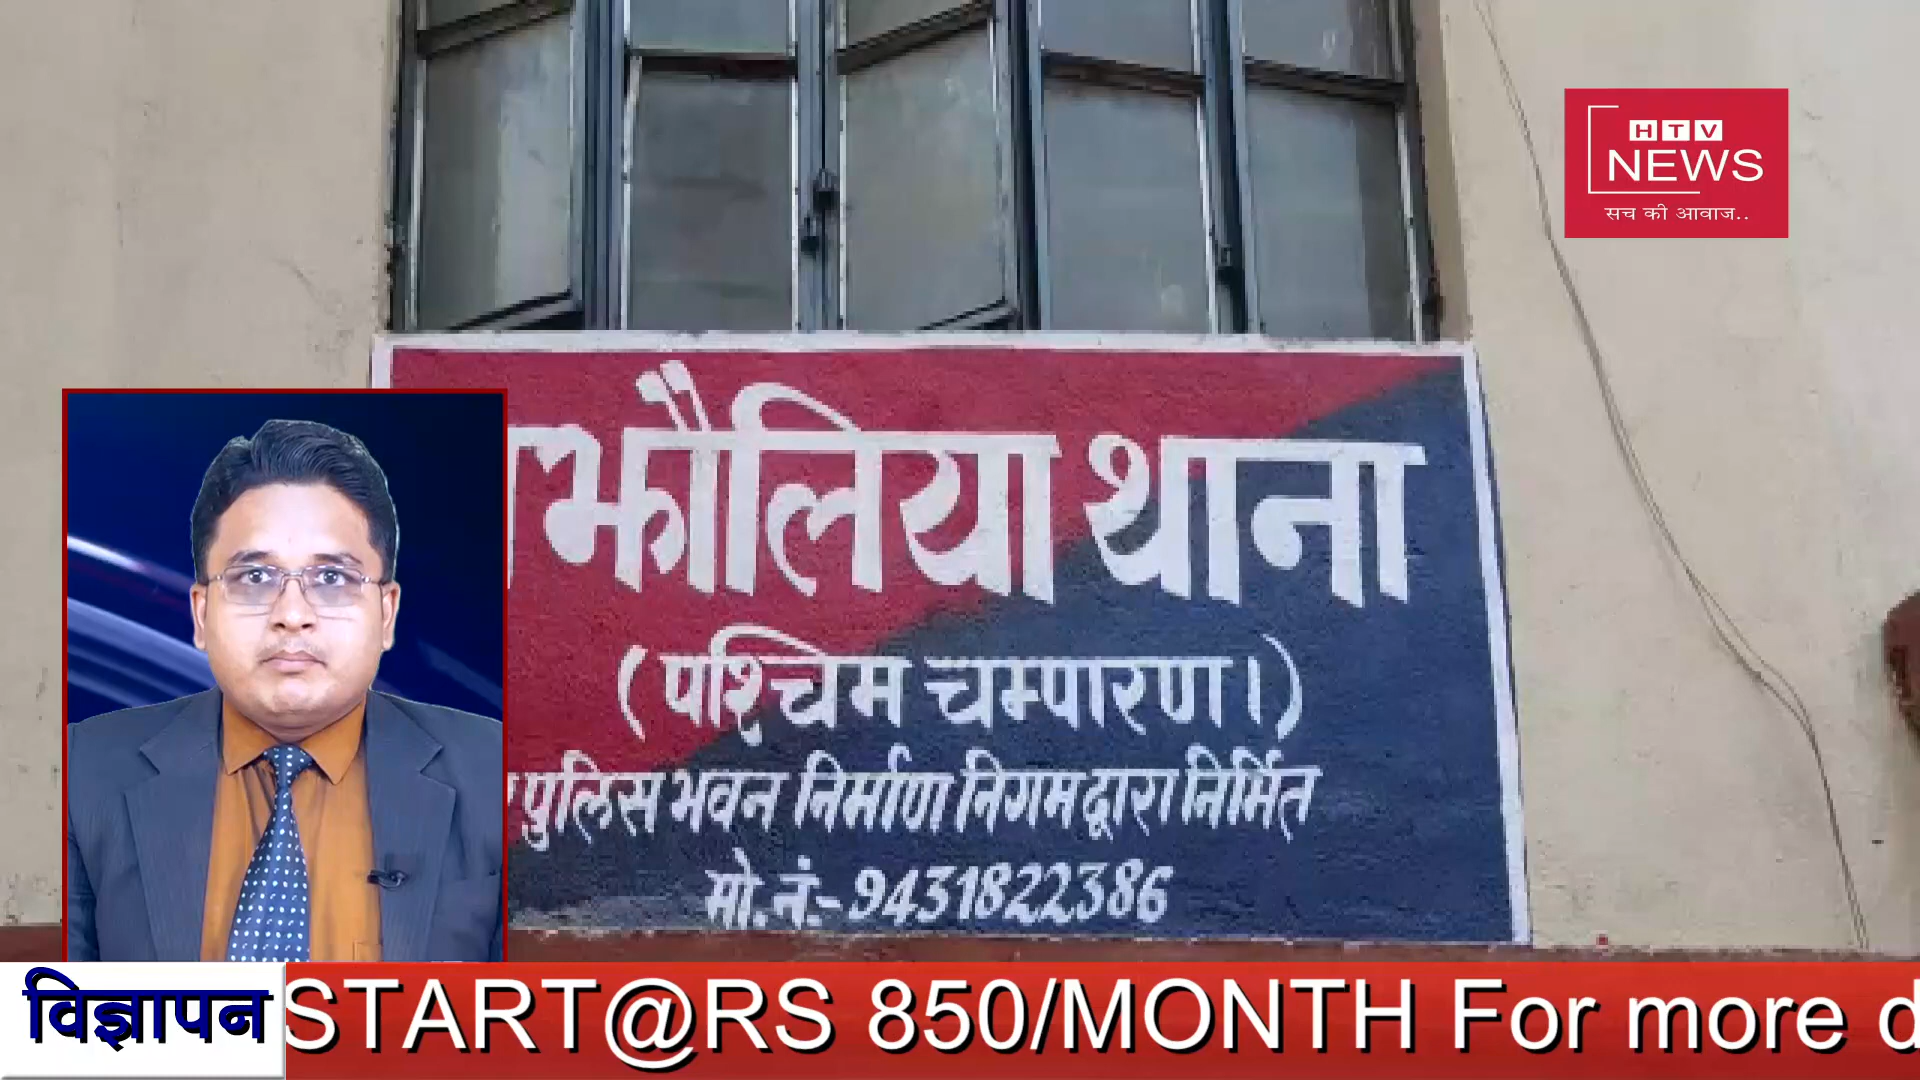 HTV
NEWS
सच की आवाज..
झौलिया थाना
(पश्चिम चम्पारण।)
पुलिस भवन निर्माण निगम द्वारा निर्मित
मो.नं:-9431822386
विज्ञापन
START@RS 850/MONTH For more d